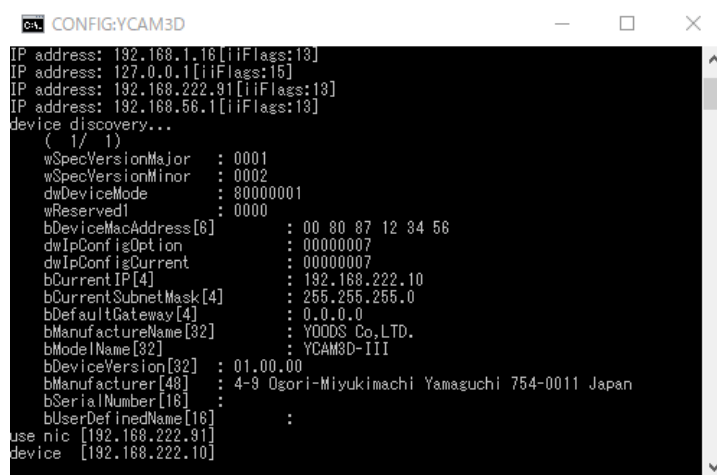 CONFIG:YCAM3D
IP address: 192.168.1.16[iiFlags:13]
IP address: 127.0.0.1[iiFlags:15]
IP address: 192.168.222.91[iiFlags:13]
IP address: 192.168.56.1[iiFlags:13]
device discovery...
( 1/ 1)
wSpecVersionMajor : 0001
wSpecVersionMinor : 0002
dwDeviceMode : 80000001
wReserved1 : 0000
bDeviceMacAddress[6] : 00 80 87 12 34 56
dwIpConfigOption : 00000007
dwIpConfigCurrent : 00000007
bCurrentIP[4] : 192.168.222.10
bCurrentSubnetMask[4] : 255.255.255.0
bDefaultGateway[4] : 0.0.0.0
bManufactureName[32] : YOODS Co,LTD.
bModelName[32] : YCAM3D-III
bDeviceVersion[32] : 01.00.00
bManufacturer[48] : 4-9 Ogori-Miyukimachi Yamaguchi 754-0011 Japan
bSerialNumber[16] :
bUserDefinedName[16] :
use nic [192.168.222.91]
device [192.168.222.10]